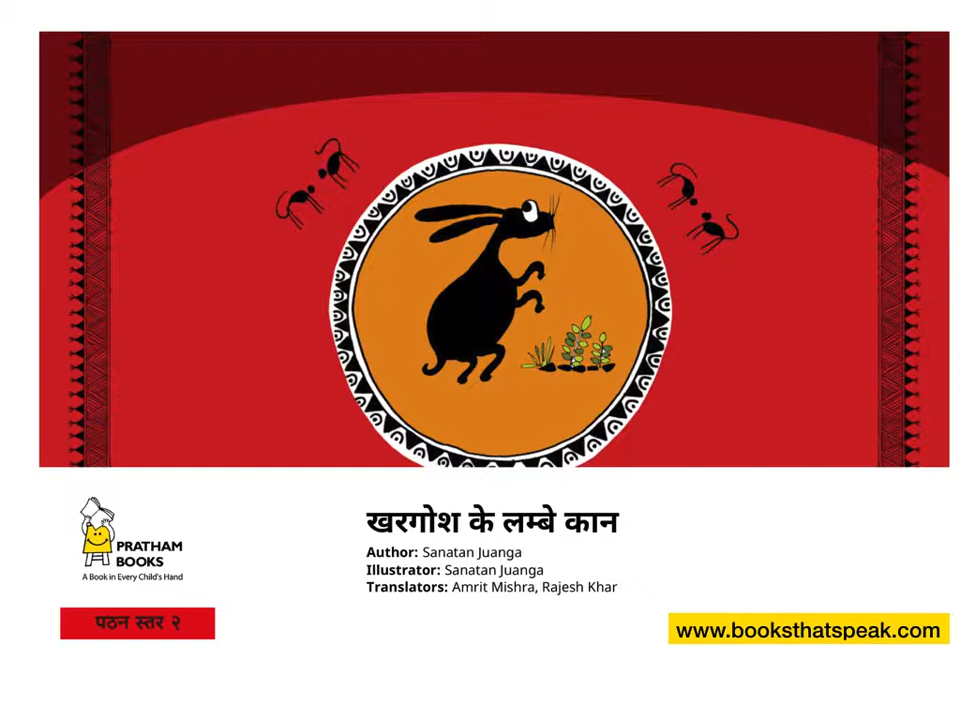 खरगोश के लम्बे कान
Author: Sanatan Juanga
Illustrator: Sanatan Juanga
Translators: Amrit Mishra, Rajesh Khar
PRATHAM
BOOKS
A Book in Every Child's Hand
पठन स्तर २
www.booksthatspeak.com